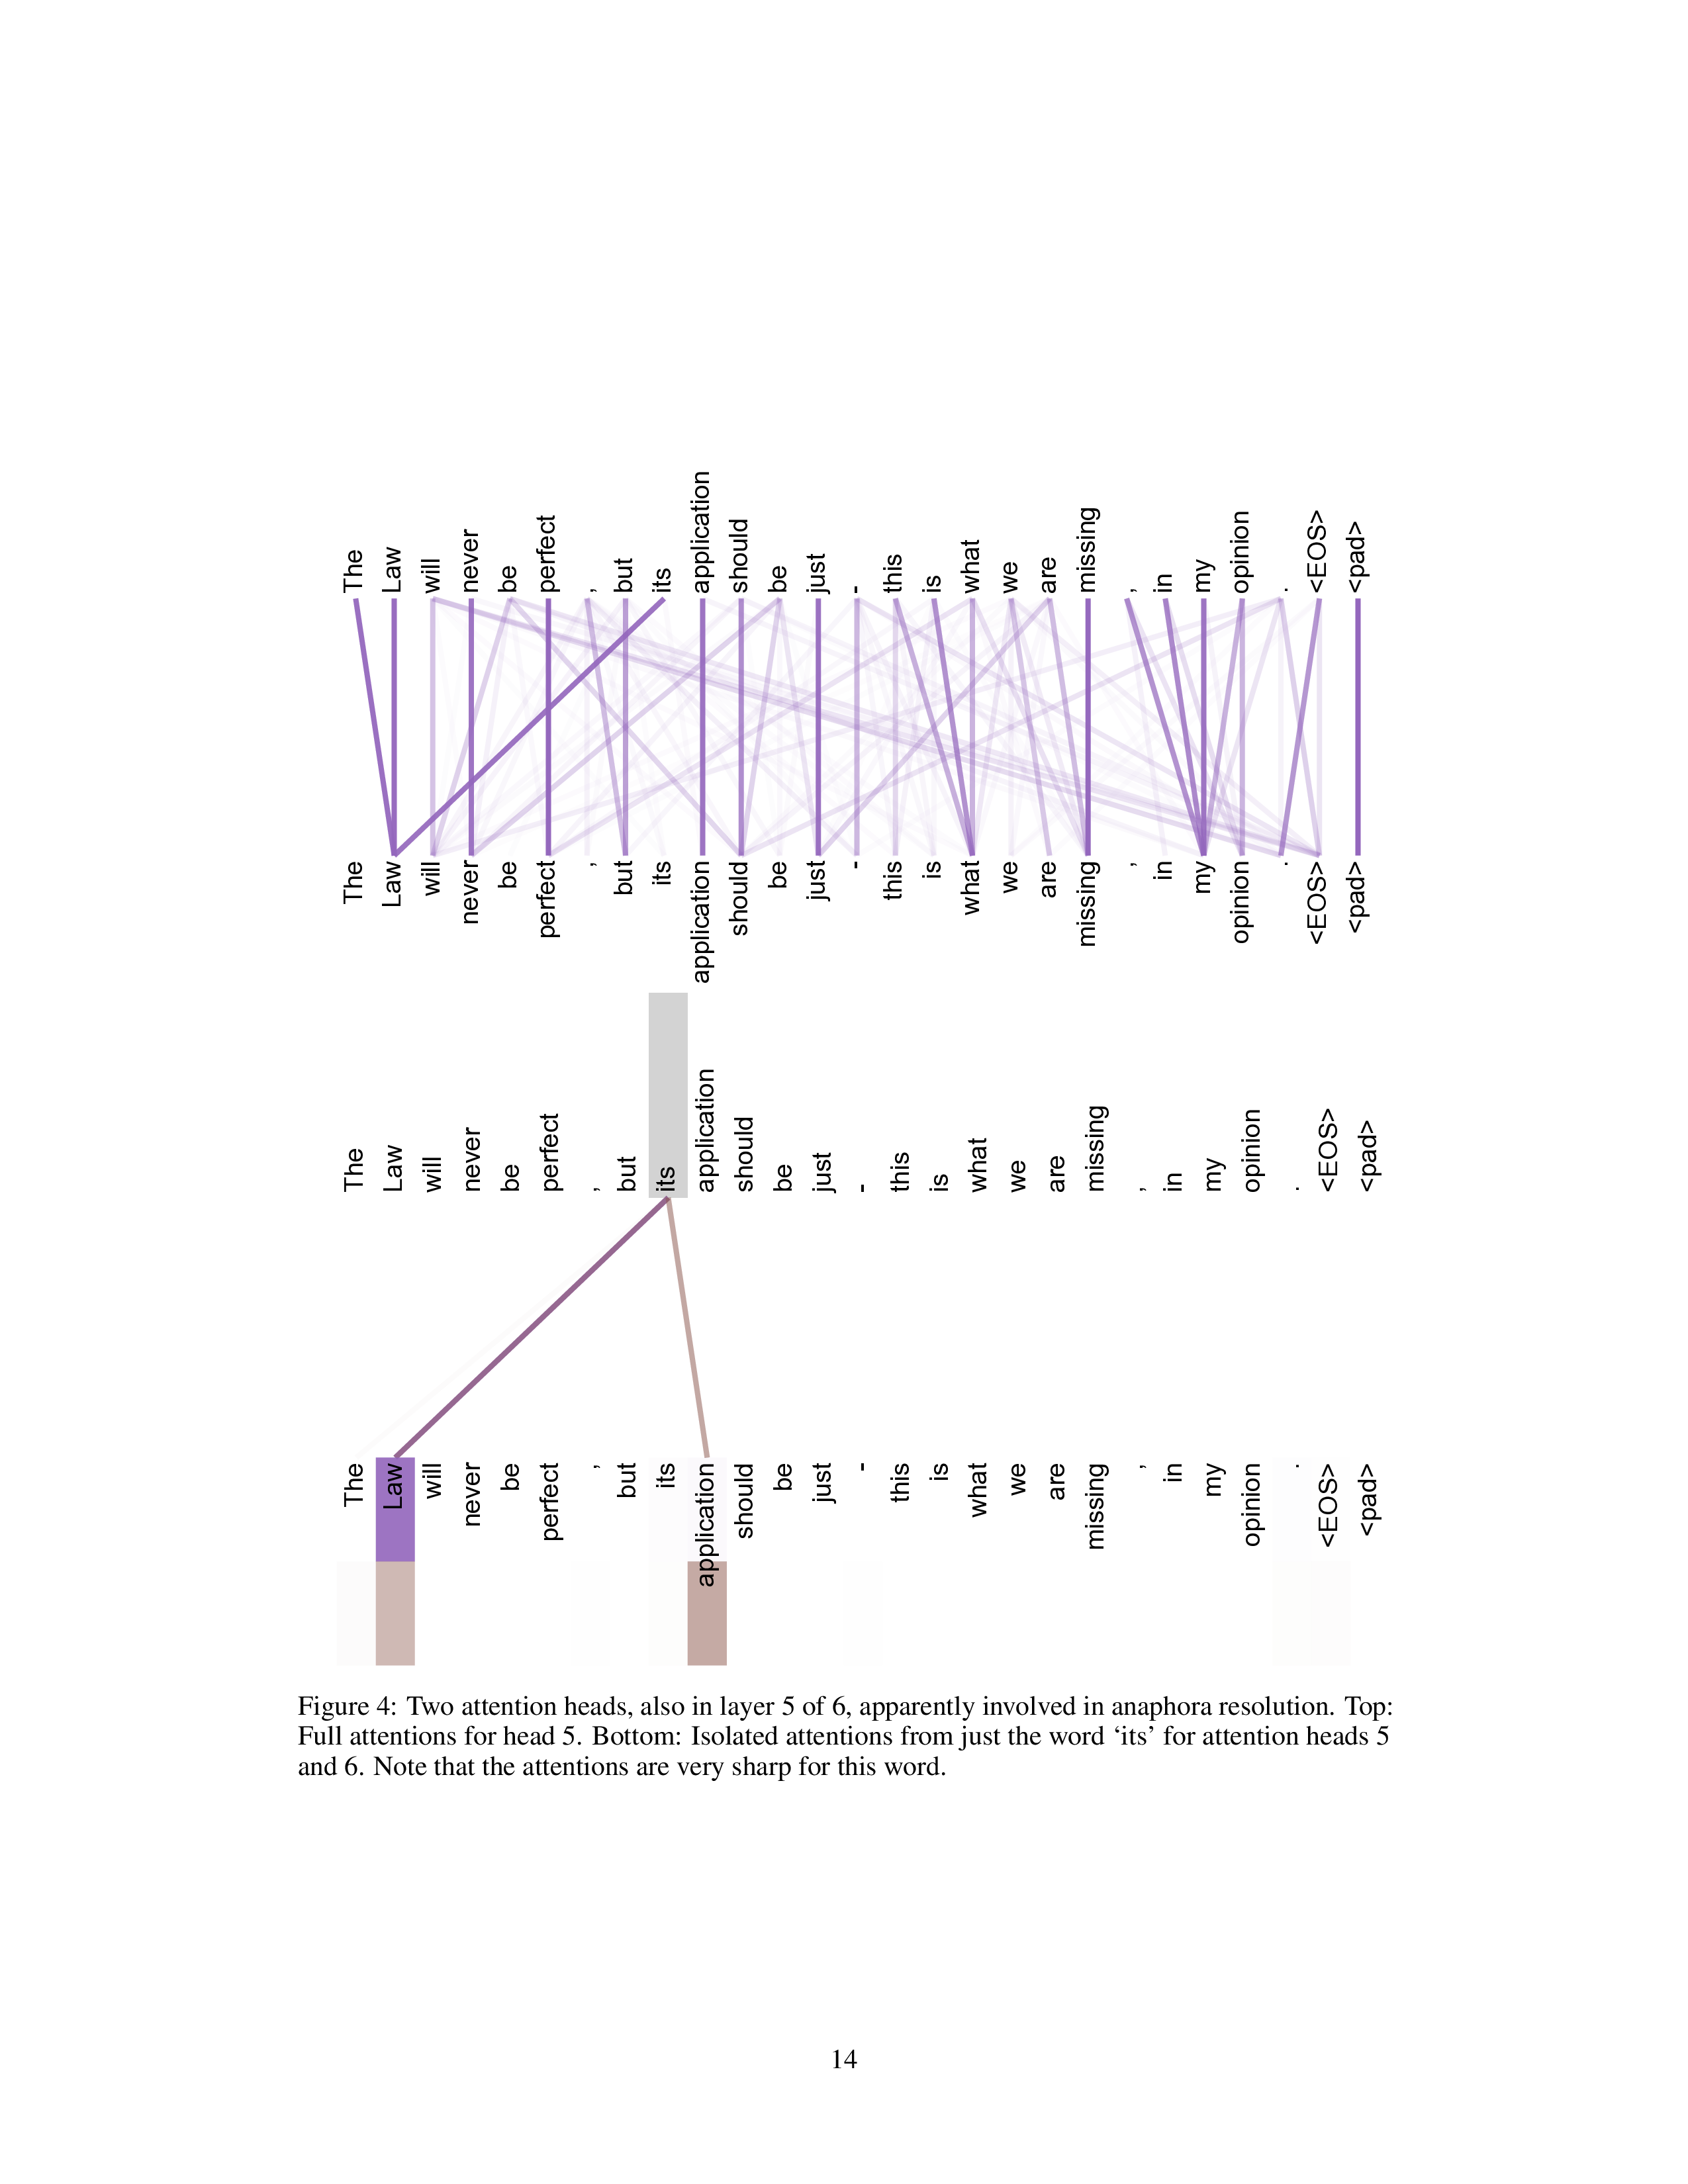 The Law will never be perfect , but its application should be just - this is what we are missing , in my opinion . <EOS> <pad>
The Law will never be perfect , but its application should be just - this is what we are missing , in my opinion . <EOS> <pad>
The Law will never be perfect , but its application should be just - this is what we are missing , in my opinion . <EOS> <pad>
The Law will never be perfect , but its application should be just - this is what we are missing , in my opinion . <EOS> <pad>
Figure 4: Two attention heads, also in layer 5 of 6, apparently involved in anaphora resolution. Top:
Full attentions for head 5. Bottom: Isolated attentions from just the word ‘its’ for attention heads 5
and 6. Note that the attentions are very sharp for this word.
14